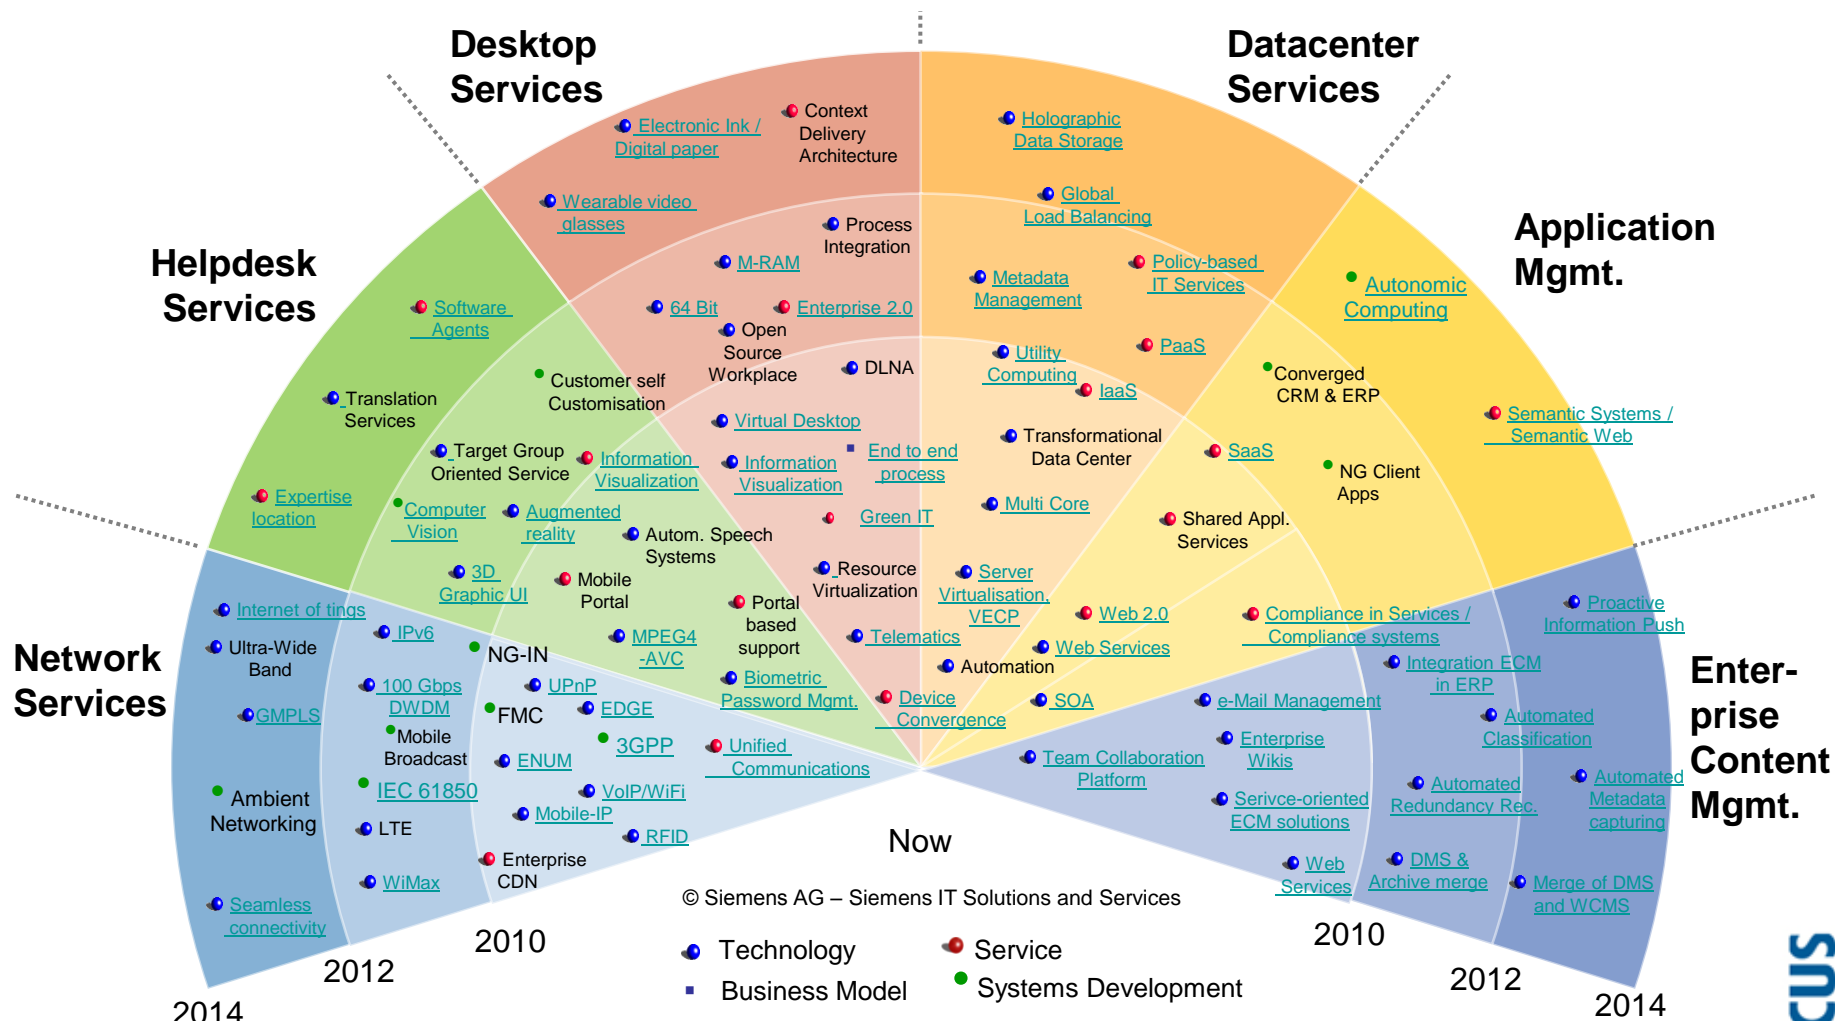 Desktop
Services
Datacenter
Services
Application
Mgmt.
Helpdesk
Services
Network
Services
Enter-
prise
Content
Mgmt.
Electronic Ink /
Digital paper
Context
Delivery
Architecture
Wearable video
glasses
Process
Integration
M-RAM
64 Bit
Enterprise 2.0
Open
Source
Workplace
DLNA
Virtual Desktop
Information
Visualization
End to end
process
Green IT
Resource
Virtualization
Telematics
Device
Convergence
Holographic
Data Storage
Global
Load Balancing
Metadata
Management
Policy-based
IT Services
Utility
Computing
PaaS
IaaS
Transformational
Data Center
Multi Core
Server
Virtualisation,
VECP
Automation
Autonomic
Computing
Converged
CRM & ERP
Semantic Systems /
Semantic Web
SaaS
NG Client
Apps
Shared Appl.
Services
Web 2.0
Compliance in Services /
Compliance systems
Web Services
SOA
Software
Agents
Customer self
Customisation
Translation
Services
Target Group
Oriented Service
Information
Visualization
Expertise
location
Computer
Vision
Augmented
reality
Autom. Speech
Systems
3D
Graphic UI
Mobile
Portal
Portal
based
support
MPEG4
-AVC
Biometric
Password Mgmt.
Internet of tings
IPv6
Ultra-Wide
Band
NG-IN
100 Gbps
DWDM
UPnP
GMPLS
FMC
EDGE
Mobile
Broadcast
3GPP
Unified
Communications
ENUM
IEC 61850
VoIP/WiFi
Ambient
Networking
Mobile-IP
LTE
RFID
Enterprise
CDN
WiMax
Seamless
connectivity
Proactive
Information Push
Integration ECM
in ERP
e-Mail Management
Automated
Classification
Enterprise
Wikis
Team Collaboration
Platform
Automated
Redundancy Rec.
Automated
Metadata
capturing
Serivce-oriented
ECM solutions
Web
Services
DMS &
Archive merge
Merge of DMS
and WCMS
Now
2010
2012
2014
2010
2012
2014
© Siemens AG – Siemens IT Solutions and Services
Technology
Service
Business Model
Systems Development
CUS